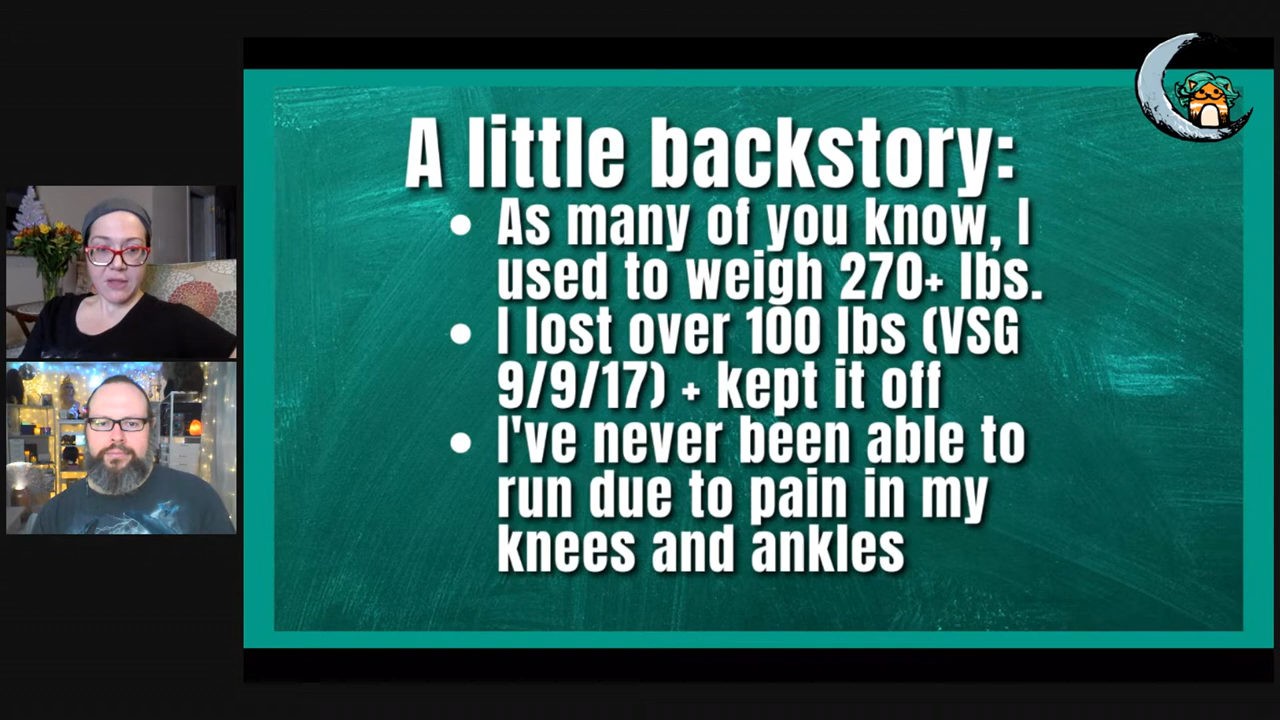 A little backstory:
• As many of you know, I
used to weigh 270+ lbs.
• I lost over 100 lbs (VSG
9/9/17) + kept it off
• I've never been able to
run due to pain in my
knees and ankles